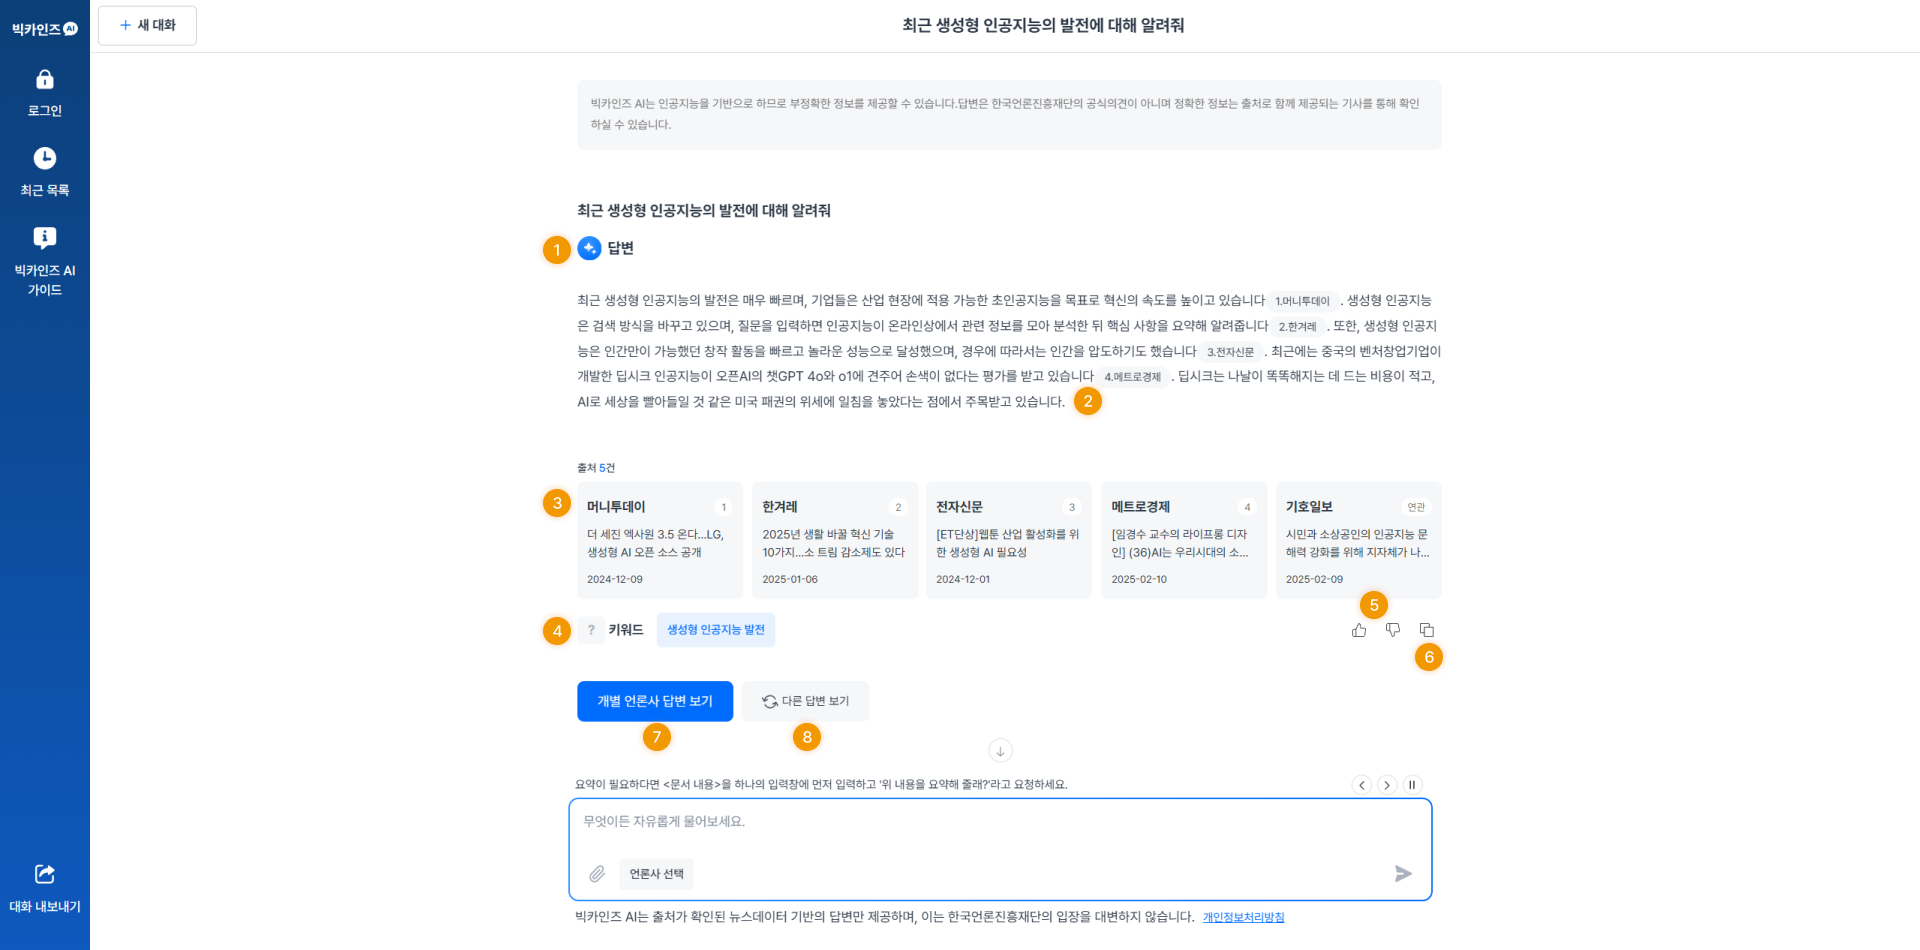 빅카인즈 AI
로그인
최근 목록
빅카인즈 AI
가이드
대화 내보내기
+ 새 대화
최근 생성형 인공지능의 발전에 대해 알려줘
빅카인즈 AI는 인공지능을 기반으로 하므로 부정확한 정보를 제공할 수 있습니다.답변은 한국언론진흥재단의 공식의견이 아니며 정확한 정보는 출처로 함께 제공되는 기사를 통해 확인
하실 수 있습니다.
최근 생성형 인공지능의 발전에 대해 알려줘
1 답변
최근 생성형 인공지능의 발전은 매우 빠르며, 기업들은 산업 현장에 적용 가능한 초인공지능을 목표로 혁신의 속도를 높이고 있습니다 1.머니투데이 . 생성형 인공지능
은 검색 방식을 바꾸고 있으며, 질문을 입력하면 인공지능이 온라인상에서 관련 정보를 모아 분석한 뒤 핵심 사항을 요약해 알려줍니다 2.한겨레 . 또한, 생성형 인공지
능은 인간만이 가능했던 창작 활동을 빠르고 놀라운 성능으로 달성했으며, 경우에 따라서는 인간을 압도하기도 했습니다 3.전자신문 . 최근에는 중국의 벤처창업기업이
개발한 딥시크 인공지능이 오픈AI의 챗GPT 4o와 o1에 견주어 손색이 없다는 평가를 받고 있습니다 4.메트로경제 . 딥시크는 나날이 똑똑해지는 데 드는 비용이 적고,
AI로 세상을 빨아들일 것 같은 미국 패권의 위세에 일침을 놓았다는 점에서 주목받고 있습니다. 2
출처 5건
3
머니투데이 1
더 세진 엑사원 3.5 온다...LG,
생성형 AI 오픈 소스 공개
2024-12-09
한겨레 2
2025년 생활 바꿀 혁신 기술
10가지...소 트림 감소제도 있다
2025-01-06
전자신문 3
[ET단상]웹툰 산업 활성화를 위
한 생성형 AI 필요성
2024-12-01
메트로경제 4
[임경수 교수의 라이프롱 디자
인] (36)AI는 우리시대의 소...
2025-02-10
기호일보 연관
시민과 소상공인의 인공지능 문
해력 강화를 위해 지자체가 나...
2025-02-09
4 ? 키워드 생성형 인공지능 발전
5
6
개별 언론사 답변 보기
다른 답변 보기
7
8
요약이 필요하다면 <문서 내용>을 하나의 입력창에 먼저 입력하고 '위 내용을 요약해 줄래?'라고 요청하세요.
무엇이든 자유롭게 물어보세요.
언론사 선택
빅카인즈 AI는 출처가 확인된 뉴스데이터 기반의 답변만 제공하며, 이는 한국언론진흥재단의 입장을 대변하지 않습니다. 개인정보처리방침